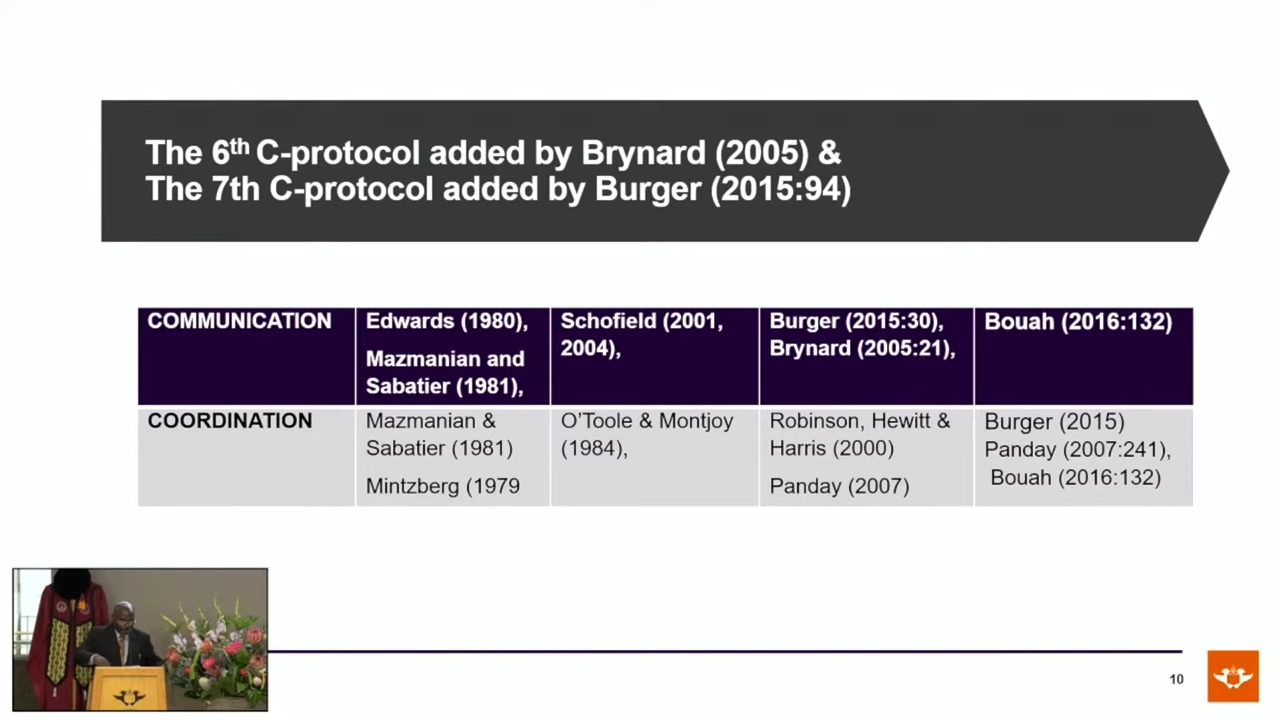 The 6th C-protocol added by Brynard (2005) &
The 7th C-protocol added by Burger (2015:94)
COMMUNICATION
Edwards (1980),
Mazmanian and
Sabatier (1981),
Schofield (2001,
2004),
Burger (2015:30),
Brynard (2005:21),
Bouah (2016:132)
COORDINATION
Mazmanian &
Sabatier (1981)
Mintzberg (1979
O'Toole & Montjoy
(1984),
Robinson, Hewitt &
Harris (2000)
Panday (2007)
Burger (2015)
Panday (2007:241),
Bouah (2016:132)
10